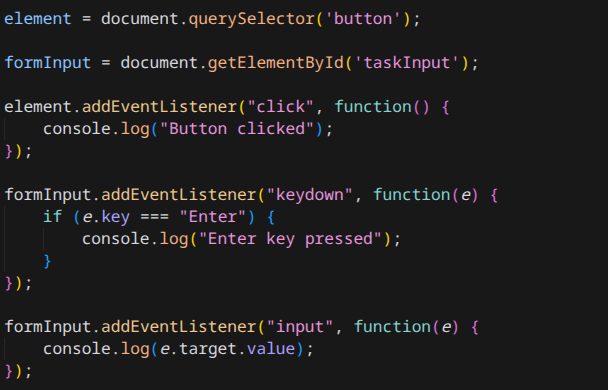 element = document.querySelector('button');
formInput = document.getElementById('taskInput');
element.addEventListener("click", function() {
    console.log("Button clicked");
});
formInput.addEventListener("keydown", function(e) {
    if (e.key === "Enter") {
        console.log("Enter key pressed");
    }
});
formInput.addEventListener("input", function(e) {
    console.log(e.target.value);
});